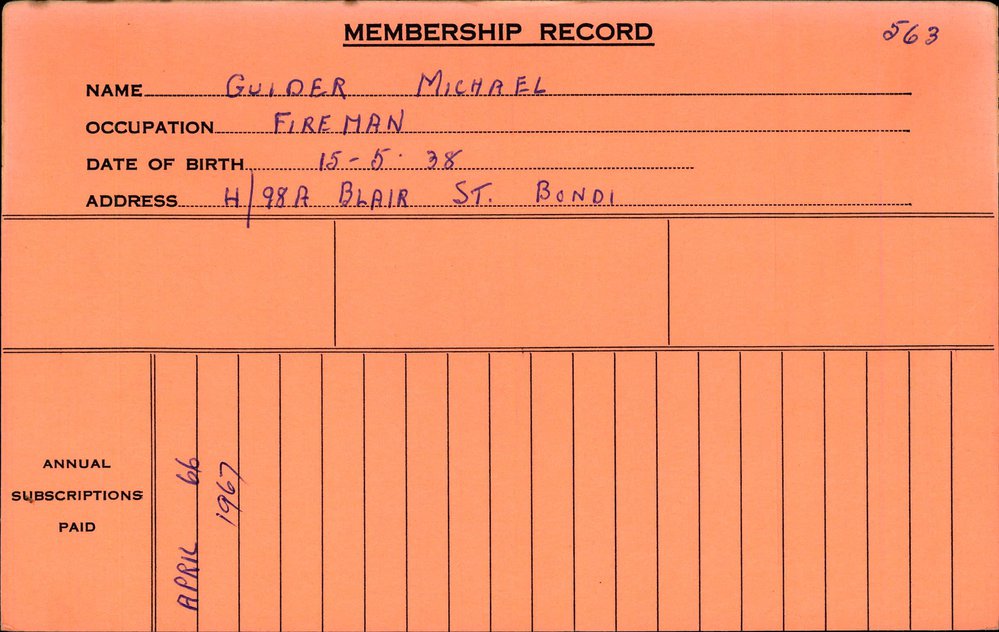 MEMBERSHIP RECORD 563
NAME GUIDER MICHAEL
OCCUPATION FIREMAN
DATE OF BIRTH 15-5-38
ADDRESS H/98A BLAIR ST. BONDI
ANNUAL
SUBSCRIPTIONS
PAID
APRIL 66
1967